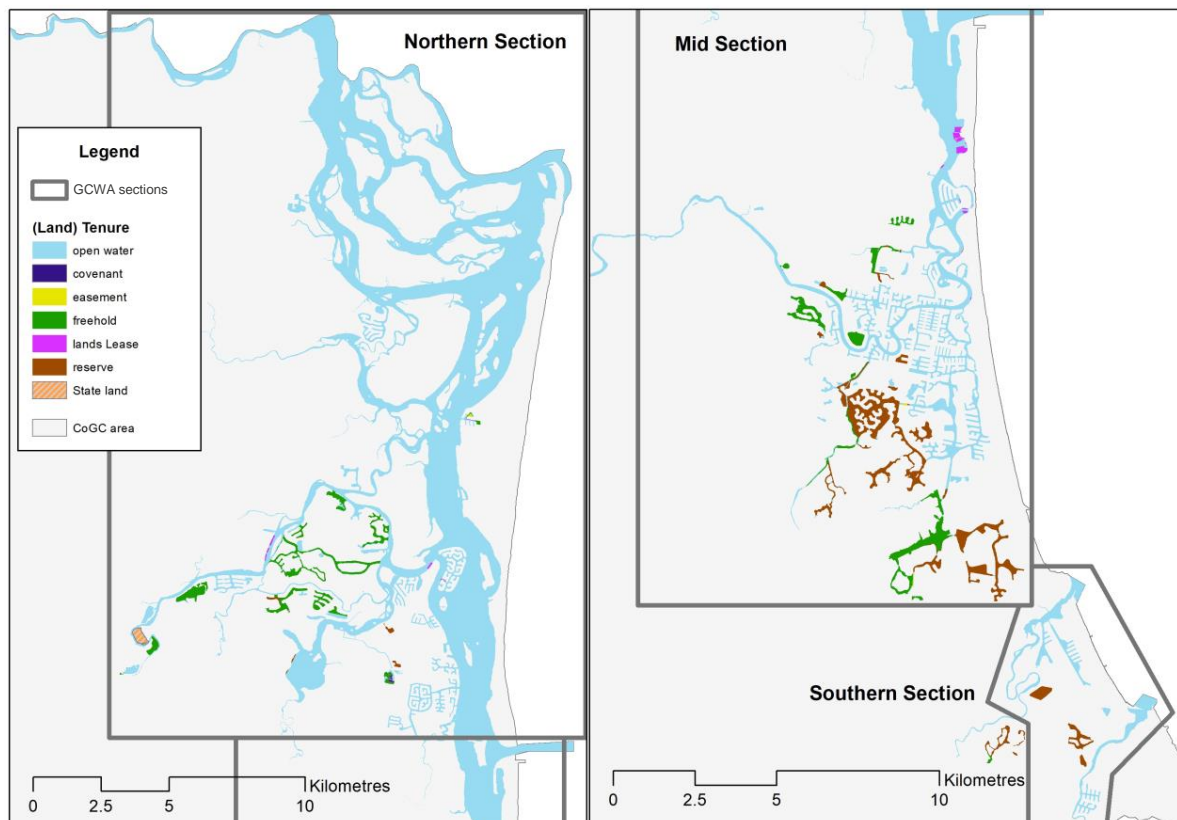 Northern Section
Legend
GCWA sections
(Land) Tenure
open water
covenant
easement
freehold
lands Lease
reserve
State land
CoGC area
Kilometres
0 2.5 5 10
Mid Section
Southern Section
Kilometres
0 2.5 5 10